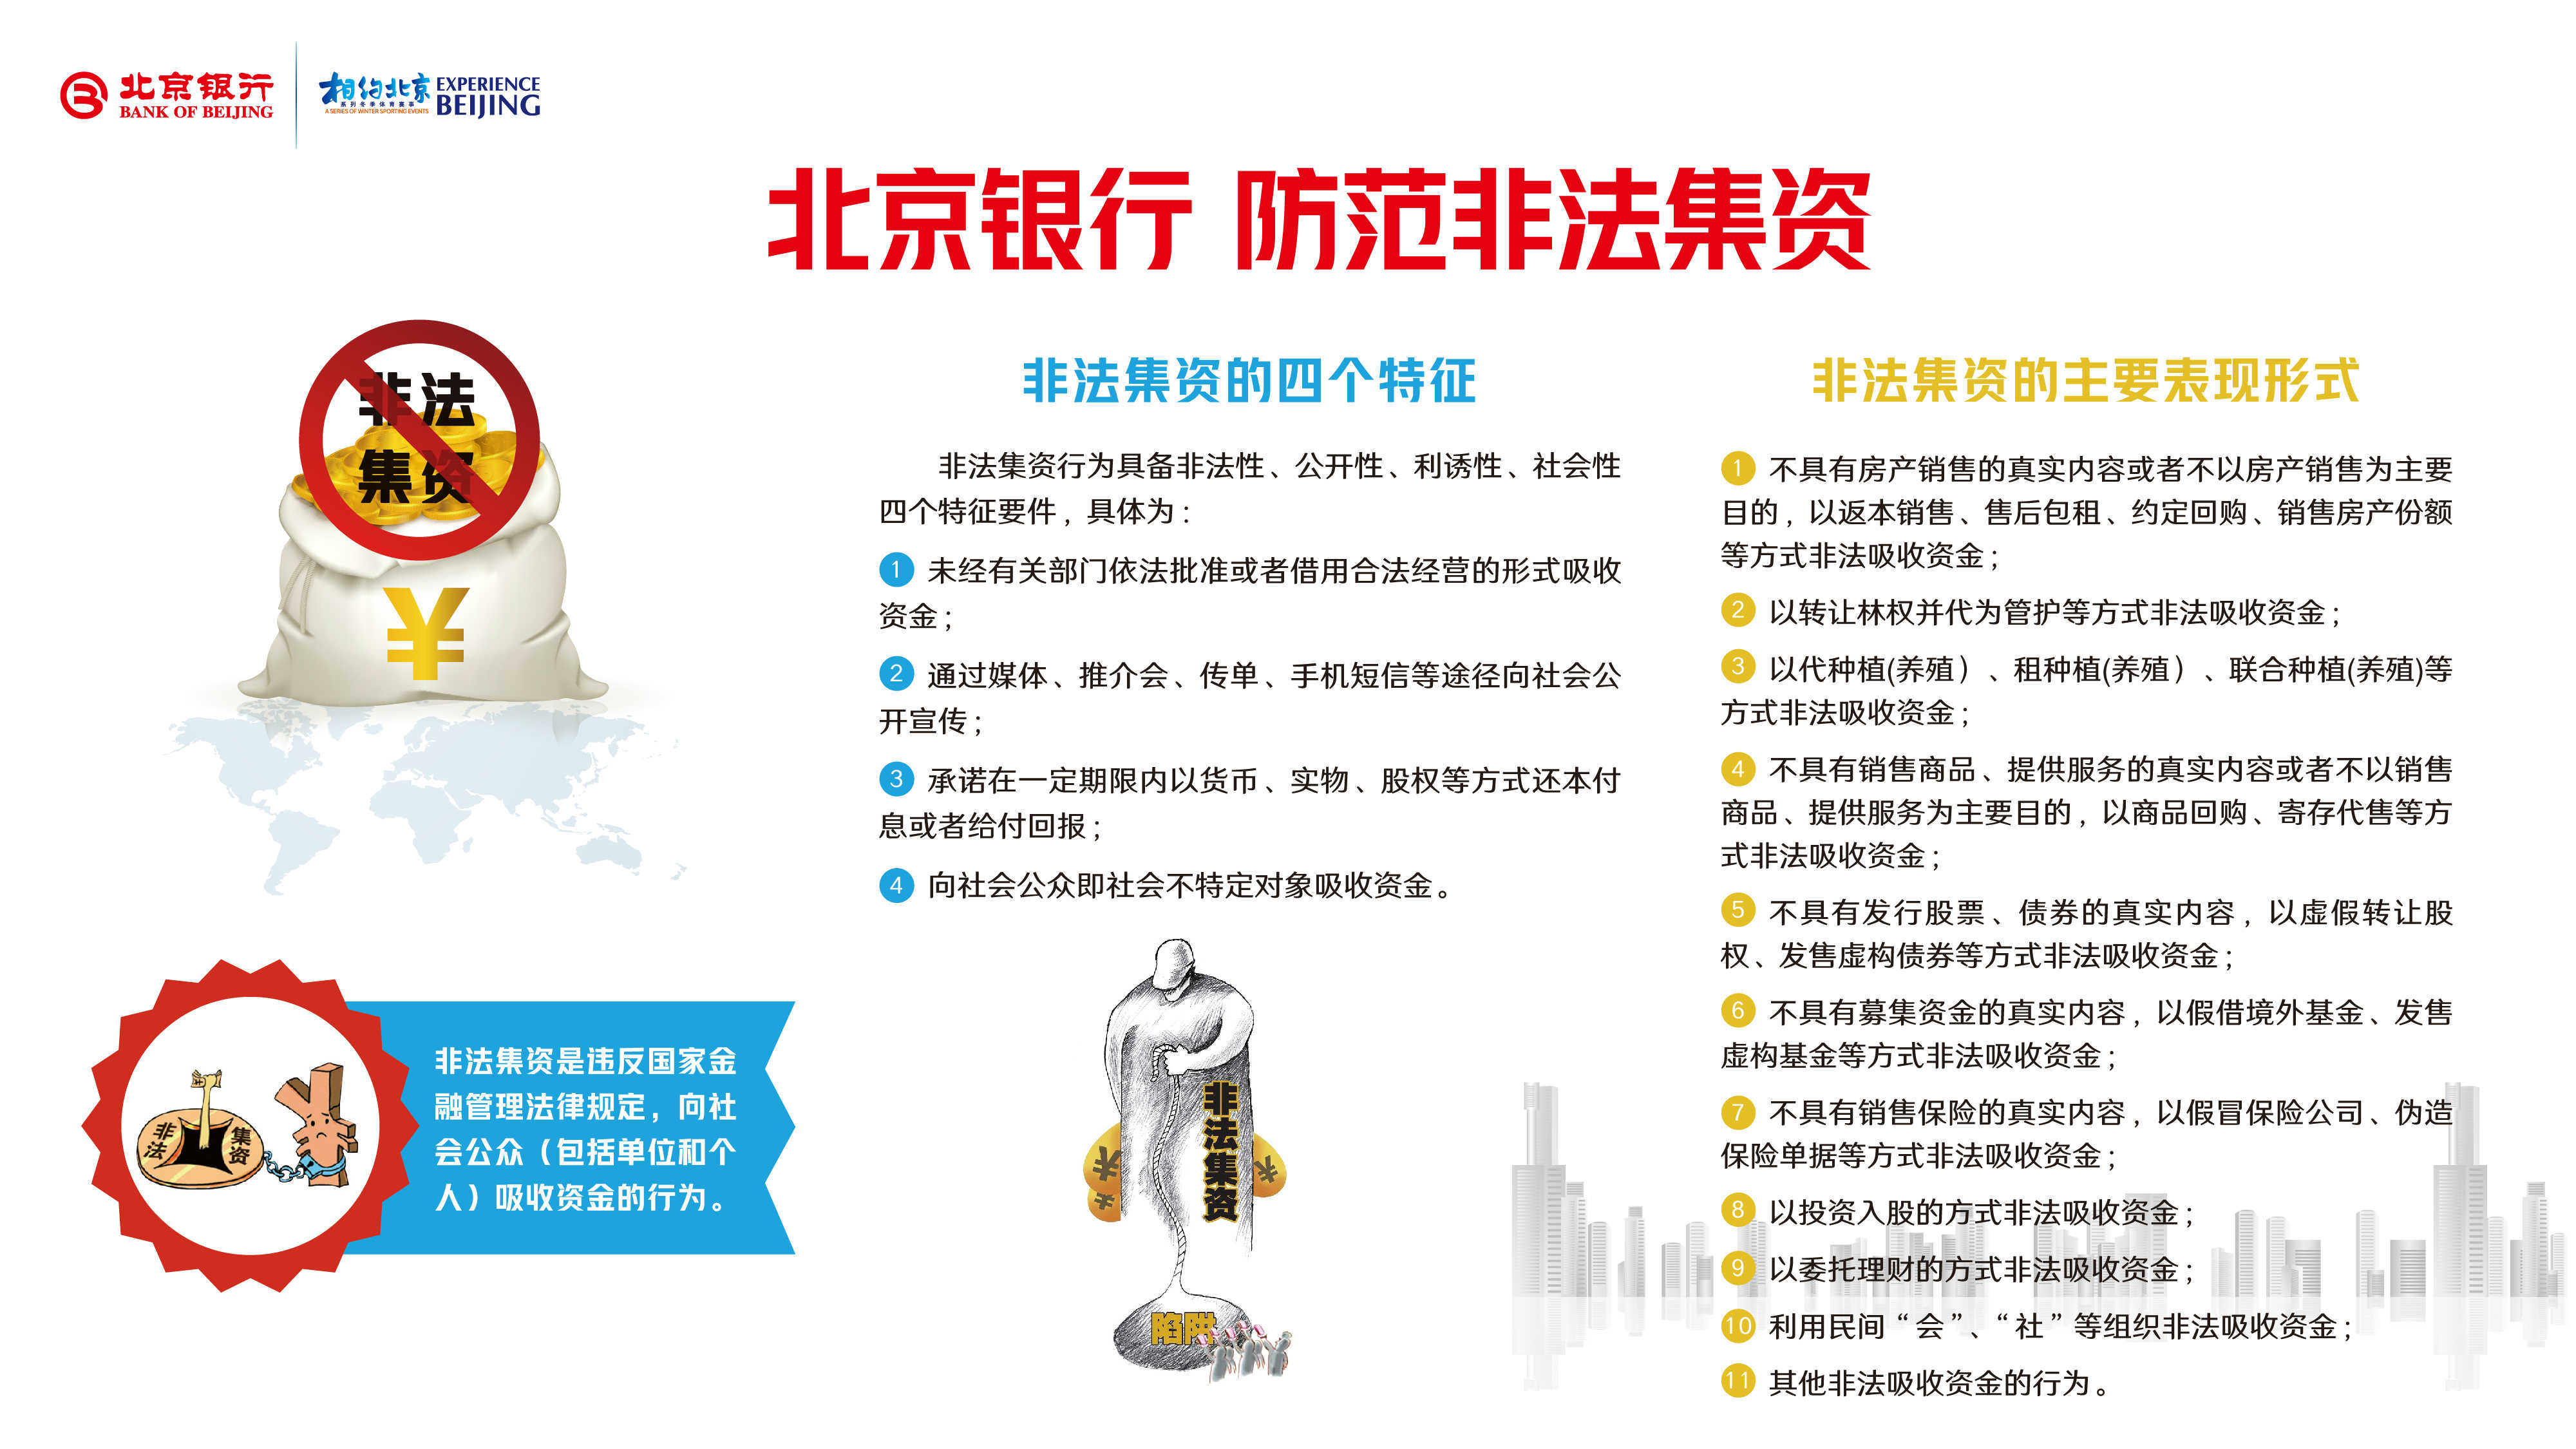 北京银行
BANK OF BEIJING
相约北京
系列冬季体育赛事
A SERIES OF WINTER SPORTING EVENTS
EXPERIENCE
BEIJING
北京银行 防范非法集资
非法
集资
¥
非法集资是违反国家金
融管理法律规定，向社
会公众（包括单位和个
人）吸收资金的行为。
非法
集资
非法集资的四个特征
非法集资行为具备非法性、公开性、利诱性、社会性
四个特征要件，具体为：
1 未经有关部门依法批准或者借用合法经营的形式吸收
资金；
2 通过媒体、推介会、传单、手机短信等途径向社会公
开宣传；
3 承诺在一定期限内以货币、实物、股权等方式还本付
息或者给付回报；
4 向社会公众即社会不特定对象吸收资金。
非法集资
陷阱
非法集资的主要表现形式
1 不具有房产销售的真实内容或者不以房产销售为主要
目的，以返本销售、售后包租、约定回购、销售房产份额
等方式非法吸收资金；
2 以转让林权并代为管护等方式非法吸收资金；
3 以代种植(养殖）、租种植(养殖）、联合种植(养殖)等
方式非法吸收资金；
4 不具有销售商品、提供服务的真实内容或者不以销售
商品、提供服务为主要目的，以商品回购、寄存代售等方
式非法吸收资金；
5 不具有发行股票、债券的真实内容，以虚假转让股
权、发售虚构债券等方式非法吸收资金；
6 不具有募集资金的真实内容，以假借境外基金、发售
虚构基金等方式非法吸收资金；
7 不具有销售保险的真实内容，以假冒保险公司、伪造
保险单据等方式非法吸收资金；
8 以投资入股的方式非法吸收资金；
9 以委托理财的方式非法吸收资金；
10 利用民间“会”、“社”等组织非法吸收资金；
11 其他非法吸收资金的行为。